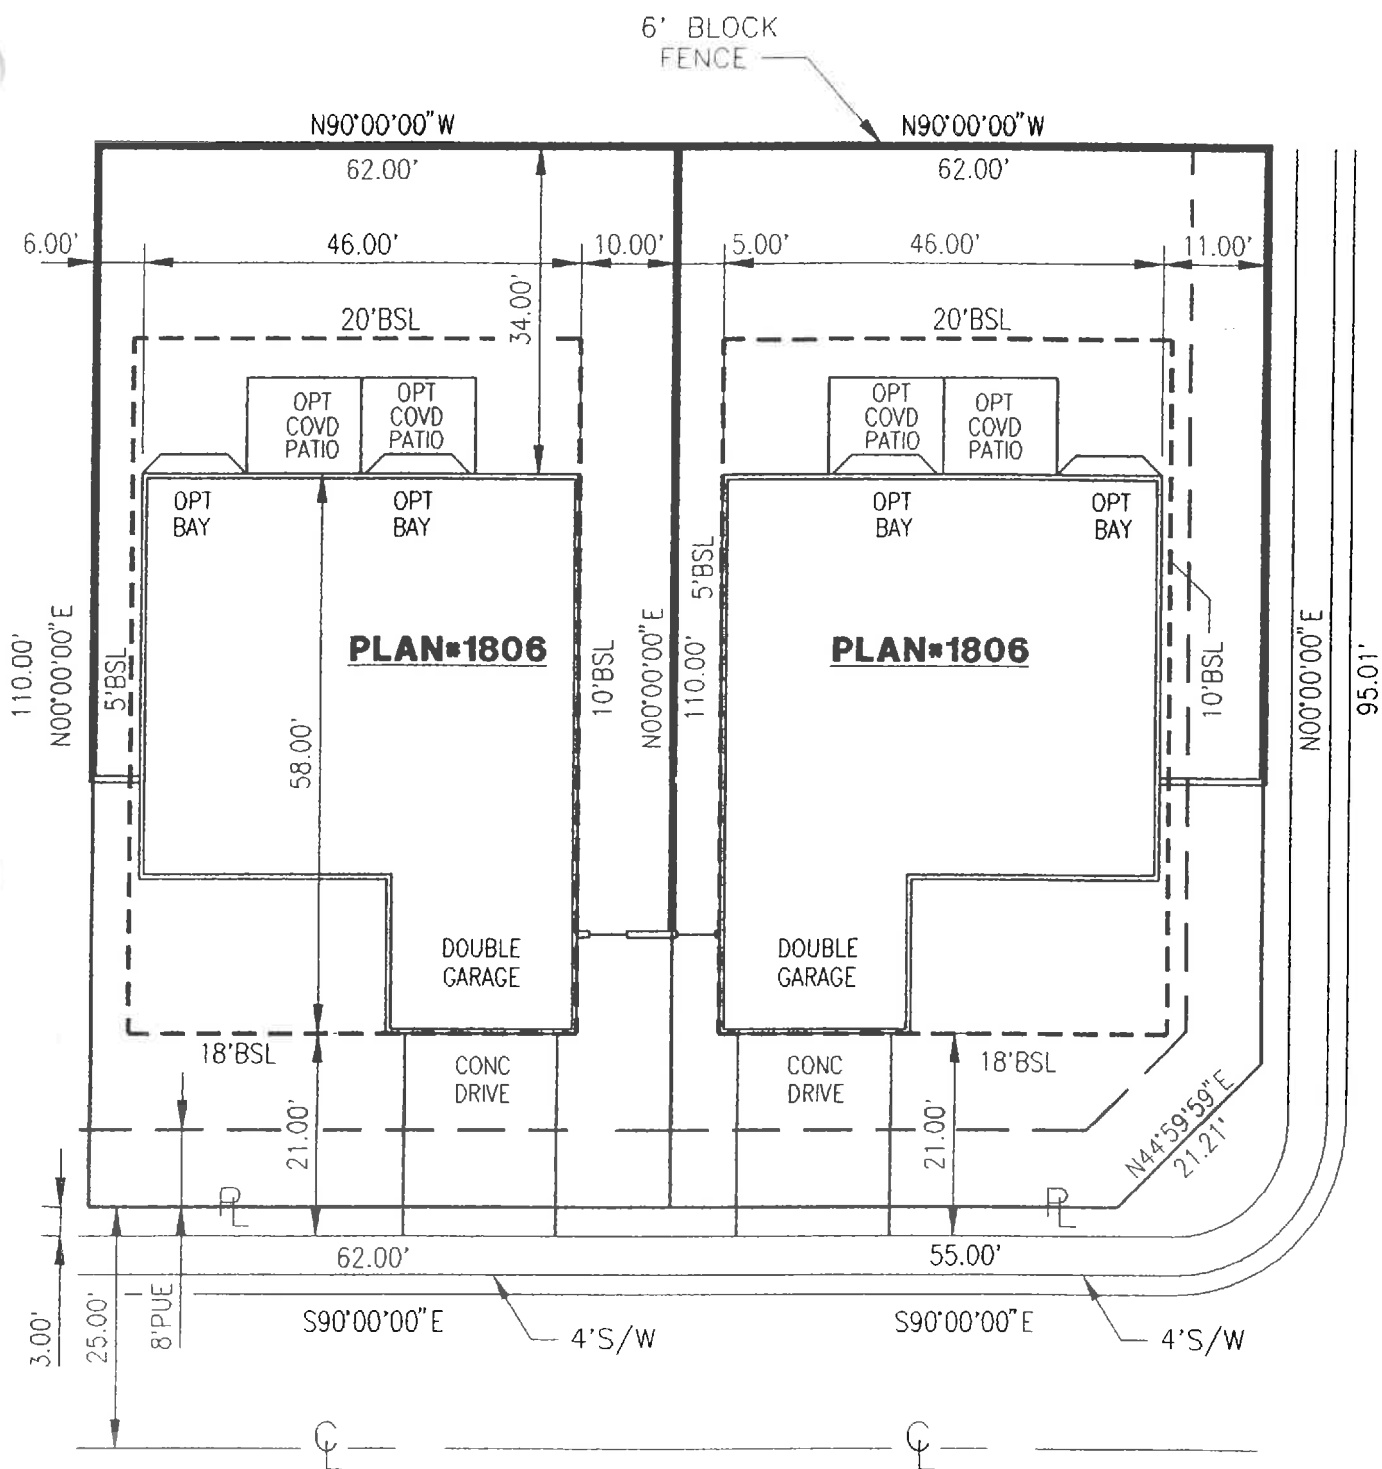 6' BLOCK
FENCE
N90°00'00"W
N90°00'00"W
62.00'
62.00'
6.00'
46.00'
10.00'
5.00'
46.00'
11.00'
34.00'
20'BSL
20'BSL
OPT
COVD
PATIO
OPT
COVD
PATIO
OPT
COVD
PATIO
OPT
COVD
PATIO
OPT
BAY
OPT
BAY
OPT
BAY
OPT
BAY
110.00'
N00°00'00"E
5'BSL
PLAN#1806
58.00'
10'BSL
N00°00'00"E
110.00'
5'BSL
PLAN#1806
10'BSL
N00°00'00"E
95.01'
DOUBLE
GARAGE
DOUBLE
GARAGE
18'BSL
18'BSL
CONC
DRIVE
CONC
DRIVE
21.00'
21.00'
N44°59'59"E
21.21'
PL
PL
62.00'
55.00'
3.00'
25.00'
8'PUE
S90°00'00"E
S90°00'00"E
4'S/W
4'S/W
CL
CL